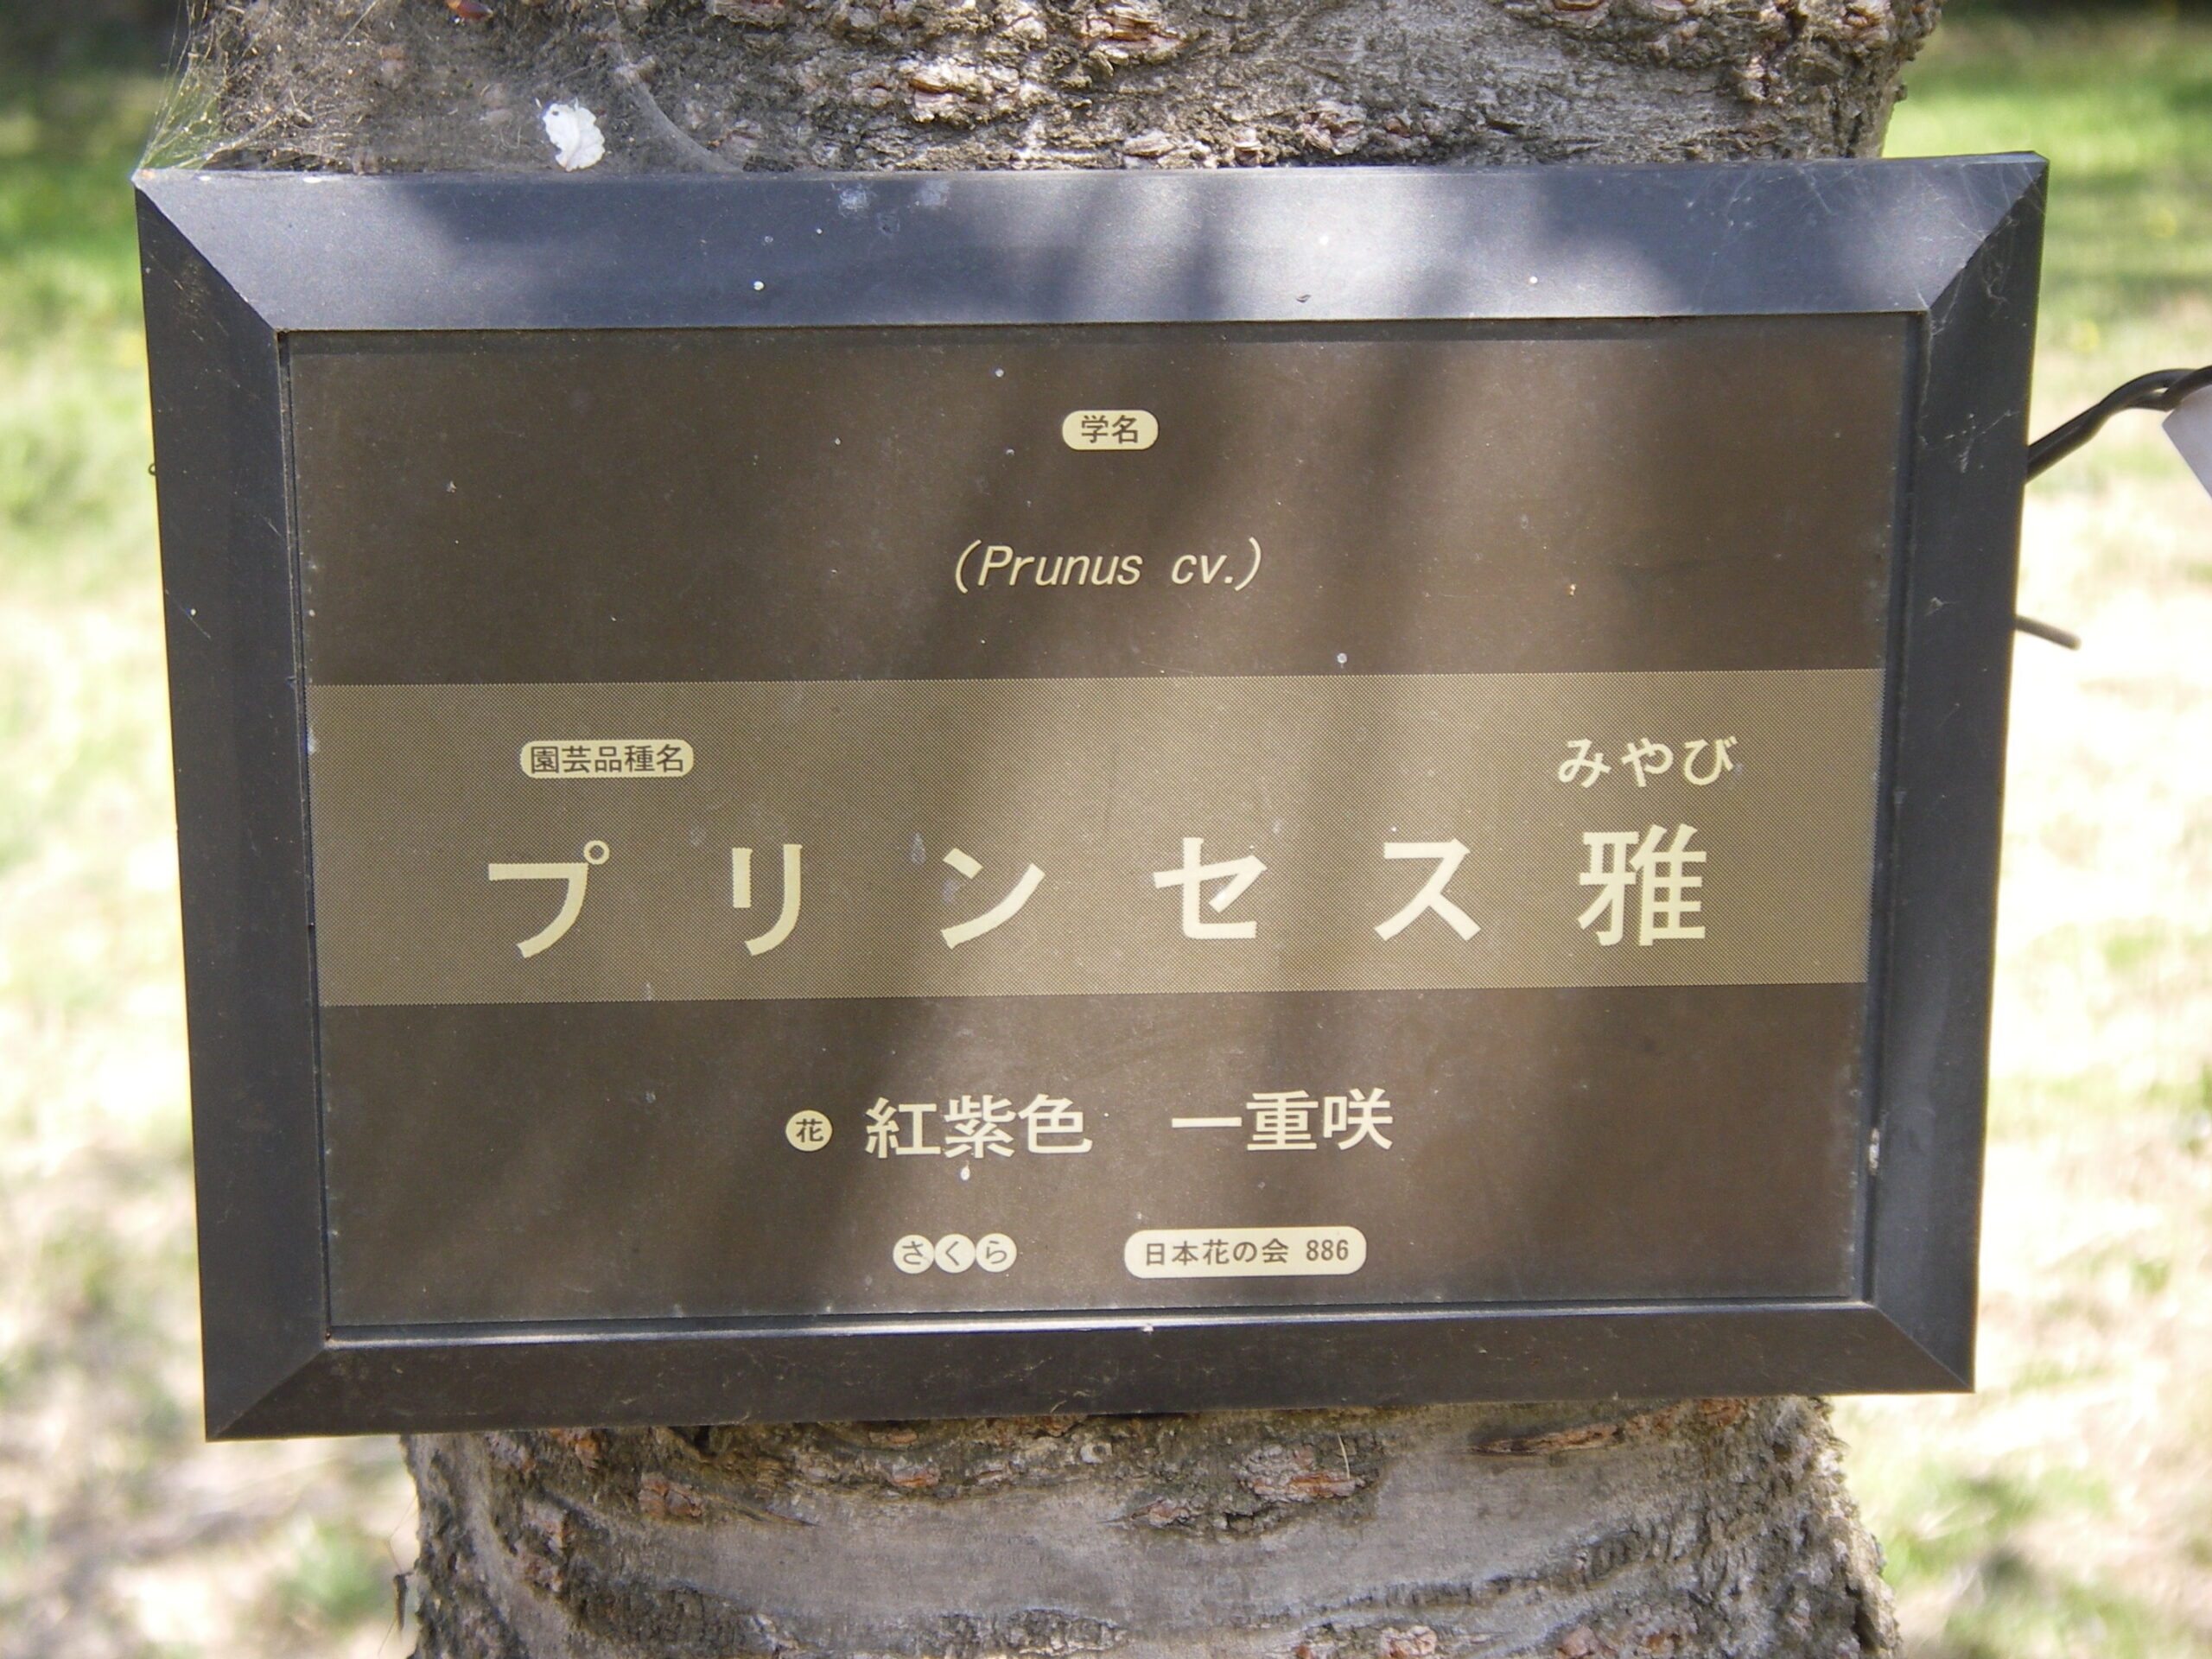 学名
(Prunus cv.)
園芸品種名
みやび
プリンセス雅
花 紅紫色 一重咲
さくら 日本花の会 886